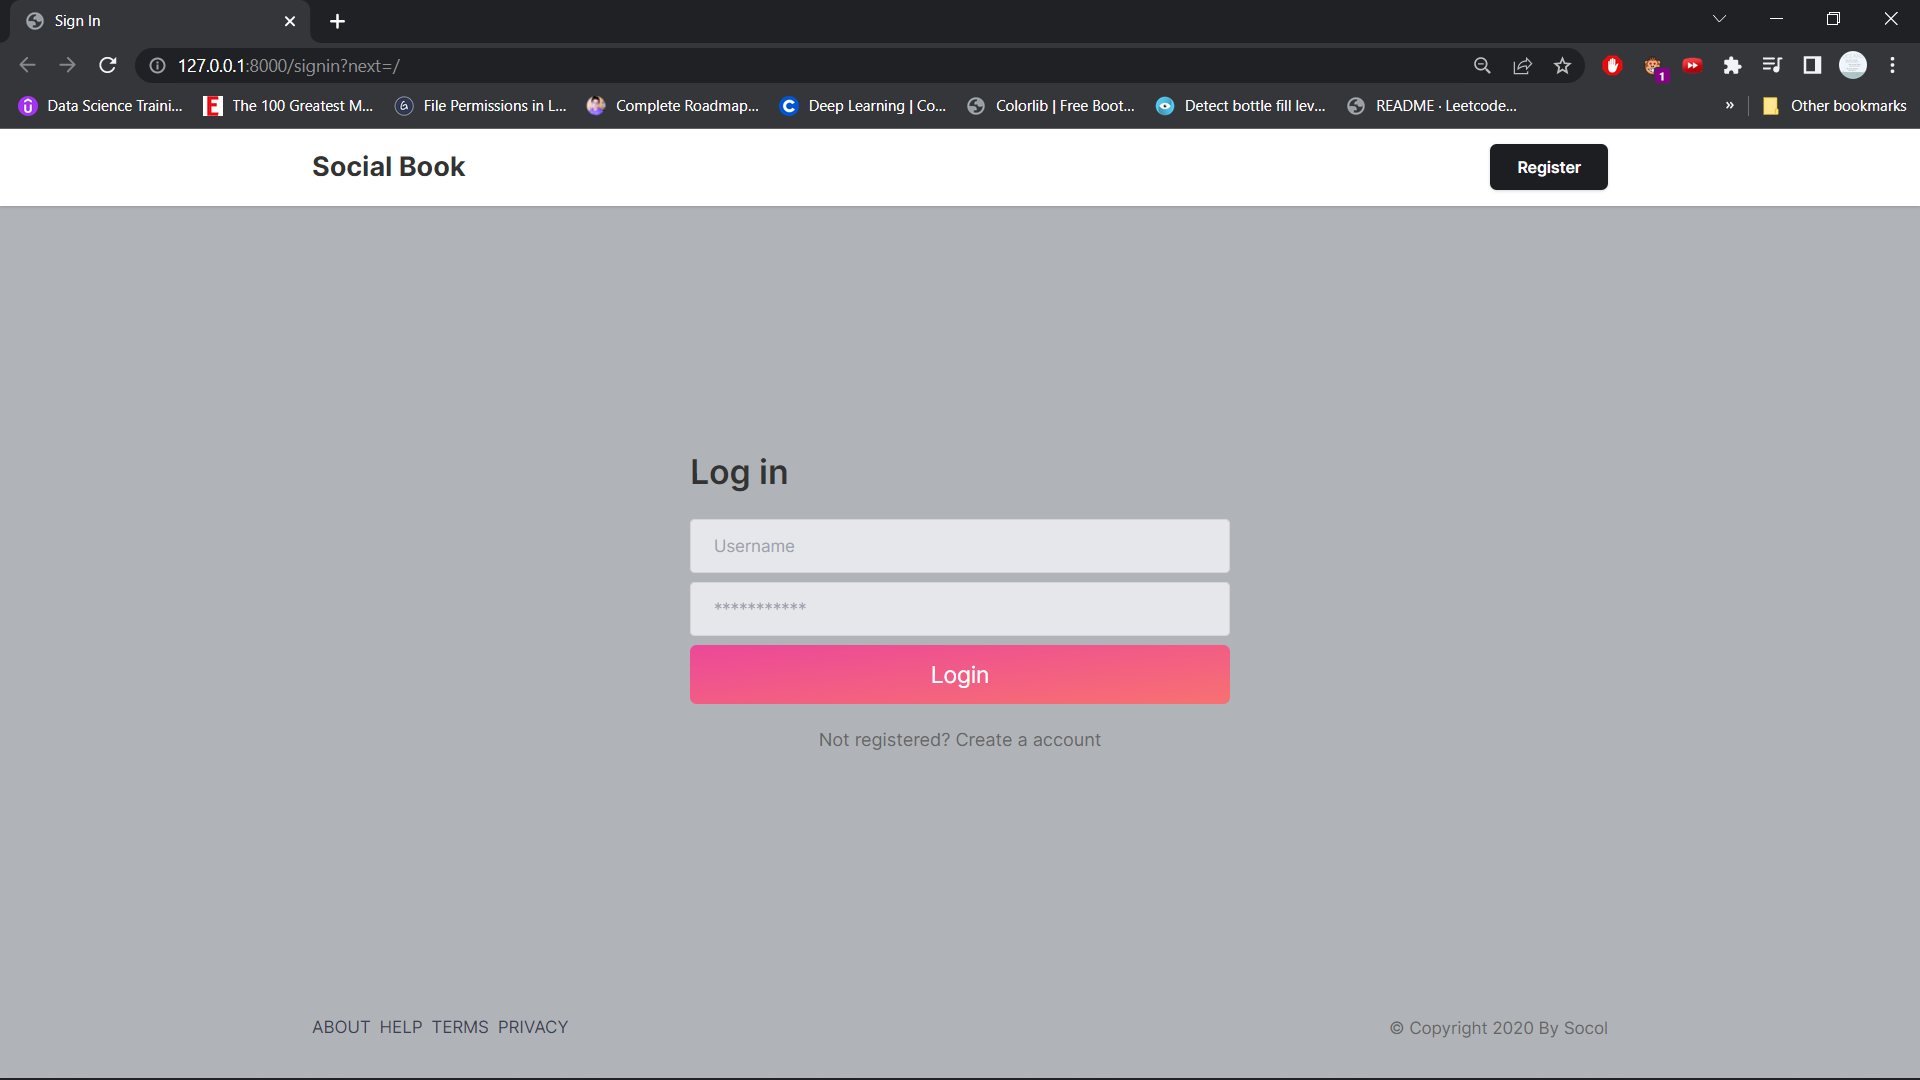 Sign In
127.0.0.1:8000/signin?next=/
1
Data Science Traini... The 100 Greatest M... File Permissions in L... Complete Roadmap... Deep Learning | Co... Colorlib | Free Boot... Detect bottle fill lev... README · Leetcode... » Other bookmarks
Social Book Register
Log in
Username
***********
Login
Not registered? Create a account
ABOUT HELP TERMS PRIVACY © Copyright 2020 By Socol